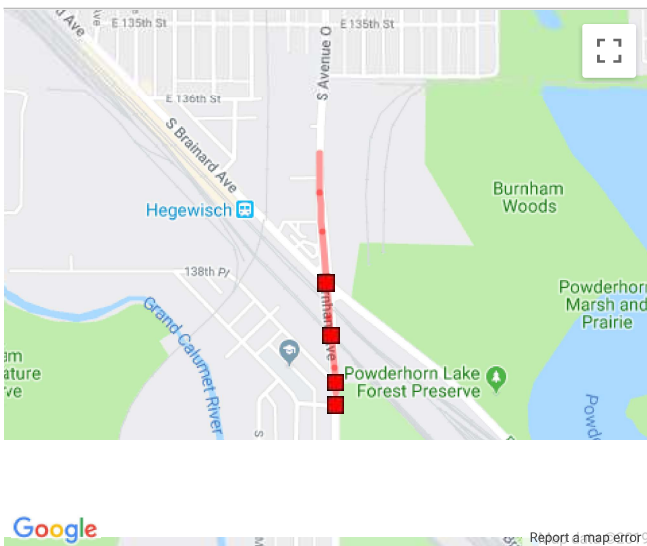 Ave
E 135th St
E 135th St
S Avenue O
E 136th St
S Brainard Ave
Burnham
Woods
Hegewisch
138th Pl
Powderhorn
Marsh and
Prairie
Grand Calumet River
Powderhorn Lake
Forest Preserve
S
Google
Report a map error